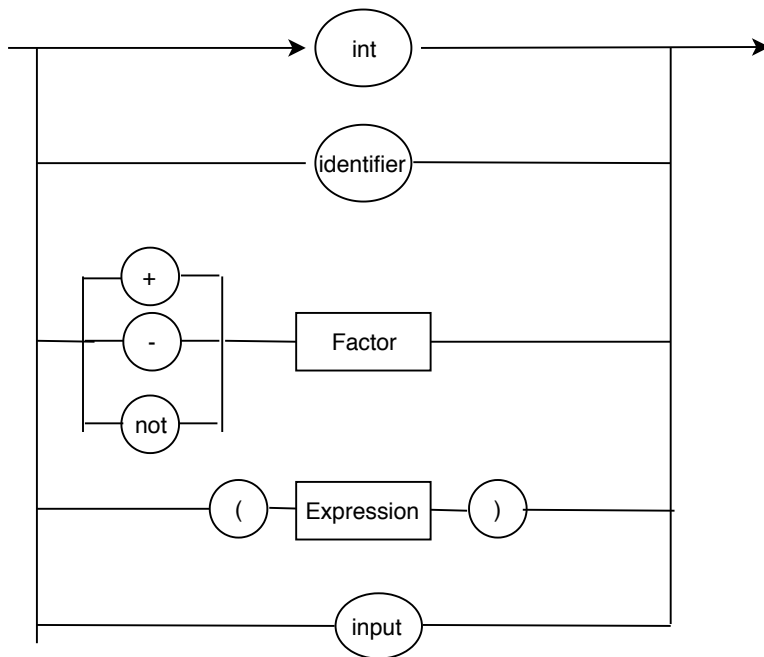 int
identifier
+
-
Factor
not
( Expression )
input